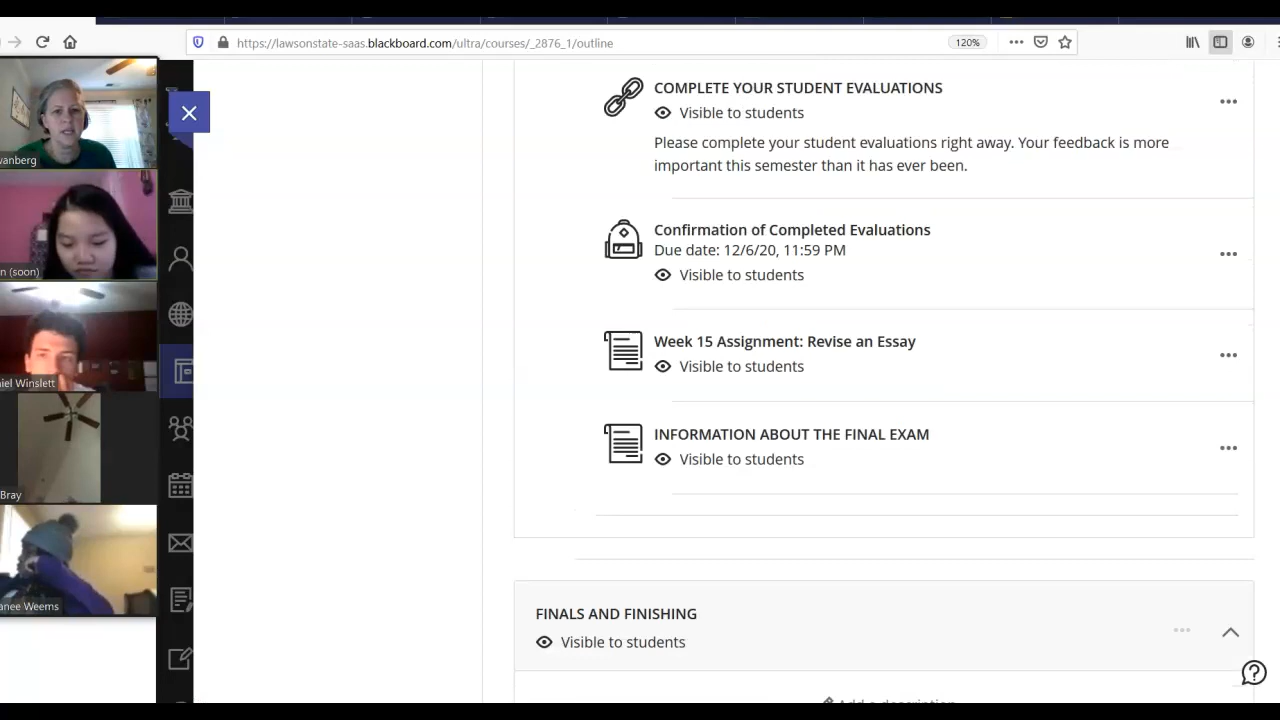 https://lawsonstate-saas.blackboard.com/ultra/courses/_2876_1/outline
120%
COMPLETE YOUR STUDENT EVALUATIONS
Visible to students
Please complete your student evaluations right away. Your feedback is more
important this semester than it has ever been.
Confirmation of Completed Evaluations
Due date: 12/6/20, 11:59 PM
Visible to students
Week 15 Assignment: Revise an Essay
Visible to students
INFORMATION ABOUT THE FINAL EXAM
Visible to students
FINALS AND FINISHING
Visible to students
Add a description
wanberg
n (soon)
niel Winslett
Bray
anee Weems